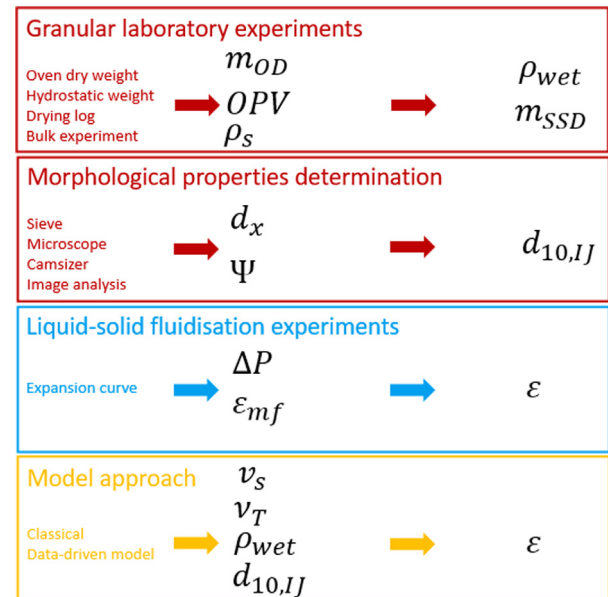 Granular laboratory experiments
Oven dry weight
Hydrostatic weight
Drying log
Bulk experiment
m_OD
OPV
ρ_s
ρ_wet
m_SSD
Morphological properties determination
Sieve
Microscope
Camsizer
Image analysis
d_x
Ψ
d_10,IJ
Liquid-solid fluidisation experiments
Expansion curve
ΔP
ε_mf
ε
Model approach
Classical
Data-driven model
v_s
ν_T
ρ_wet
d_10,IJ
ε